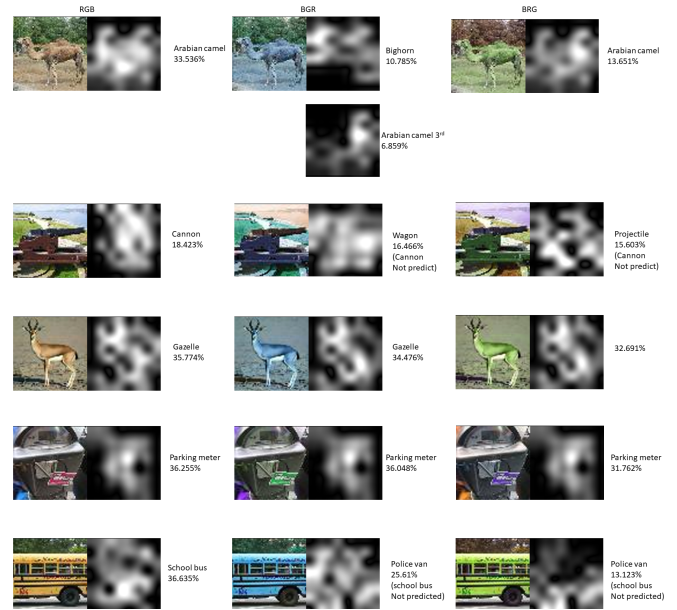 RGB
BGR
BRG
Arabian camel
33.536%
Bighorn
10.785%
Arabian camel
13.651%
Arabian camel 3rd
6.859%
Cannon
18.423%
Wagon
16.466%
(Cannon
Not predict)
Projectile
15.603%
(Cannon
Not predict)
Gazelle
35.774%
Gazelle
34.476%
32.691%
Parking meter
36.255%
Parking meter
36.048%
Parking meter
31.762%
School bus
36.635%
Police van
25.61%
(school bus
Not predicted)
Police van
13.123%
(school bus
Not predicted)